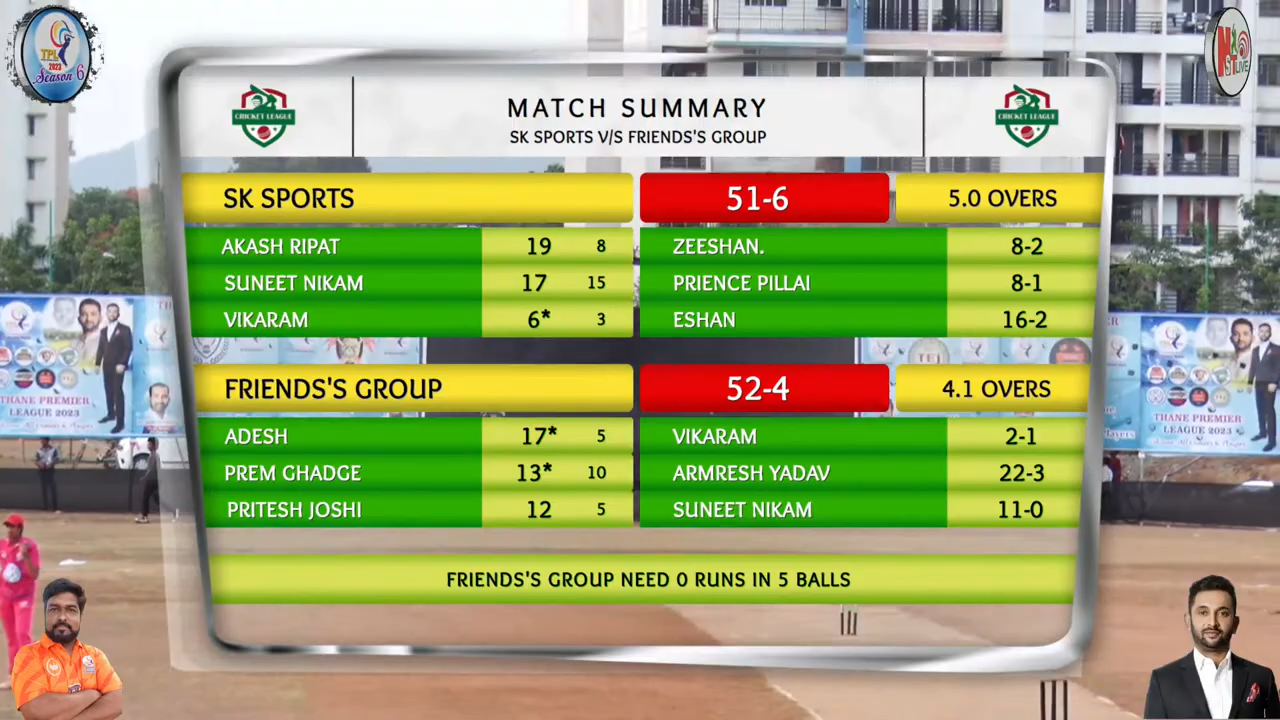 TPL
2023
Season 6
NSTLIVE
CRICKET LEAGUE
MATCH SUMMARY
CRICKET LEAGUE
SK SPORTS V/S FRIENDS'S GROUP
SK SPORTS 51-6 5.0 OVERS
AKASH RIPAT 19 8 ZEESHAN. 8-2
SUNEET NIKAM 17 15 PRIENCE PILLAI 8-1
VIKARAM 6* 3 ESHAN 16-2
FRIENDS'S GROUP 52-4 4.1 OVERS
ADESH 17* 5 VIKARAM 2-1
PREM GHADGE 13* 10 ARMRESH YADAV 22-3
PRITESH JOSHI 12 5 SUNEET NIKAM 11-0
FRIENDS'S GROUP NEED 0 RUNS IN 5 BALLS
THANE PREMIER
LEAGUE 2023
THANE PREMIER
LEAGUE 2023